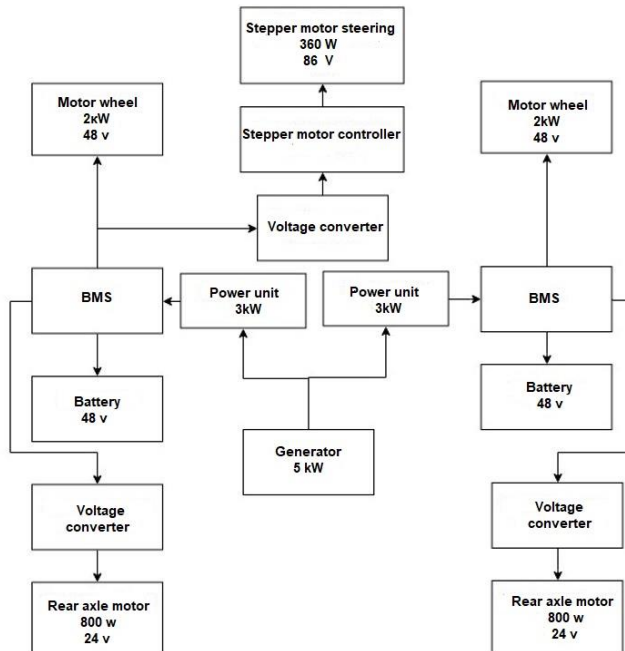 Stepper motor steering
360 W
86 V
Motor wheel
2кW
48 v
Motor wheel
2kW
48 v
Stepper motor controller
Voltage converter
BMS
Power unit
3kW
Power unit
3kW
BMS
Battery
48 v
Battery
48 v
Generator
5 kW
Voltage
converter
Voltage
converter
Rear axle motor
800 w
24 v
Rear axle motor
800 w
24 v